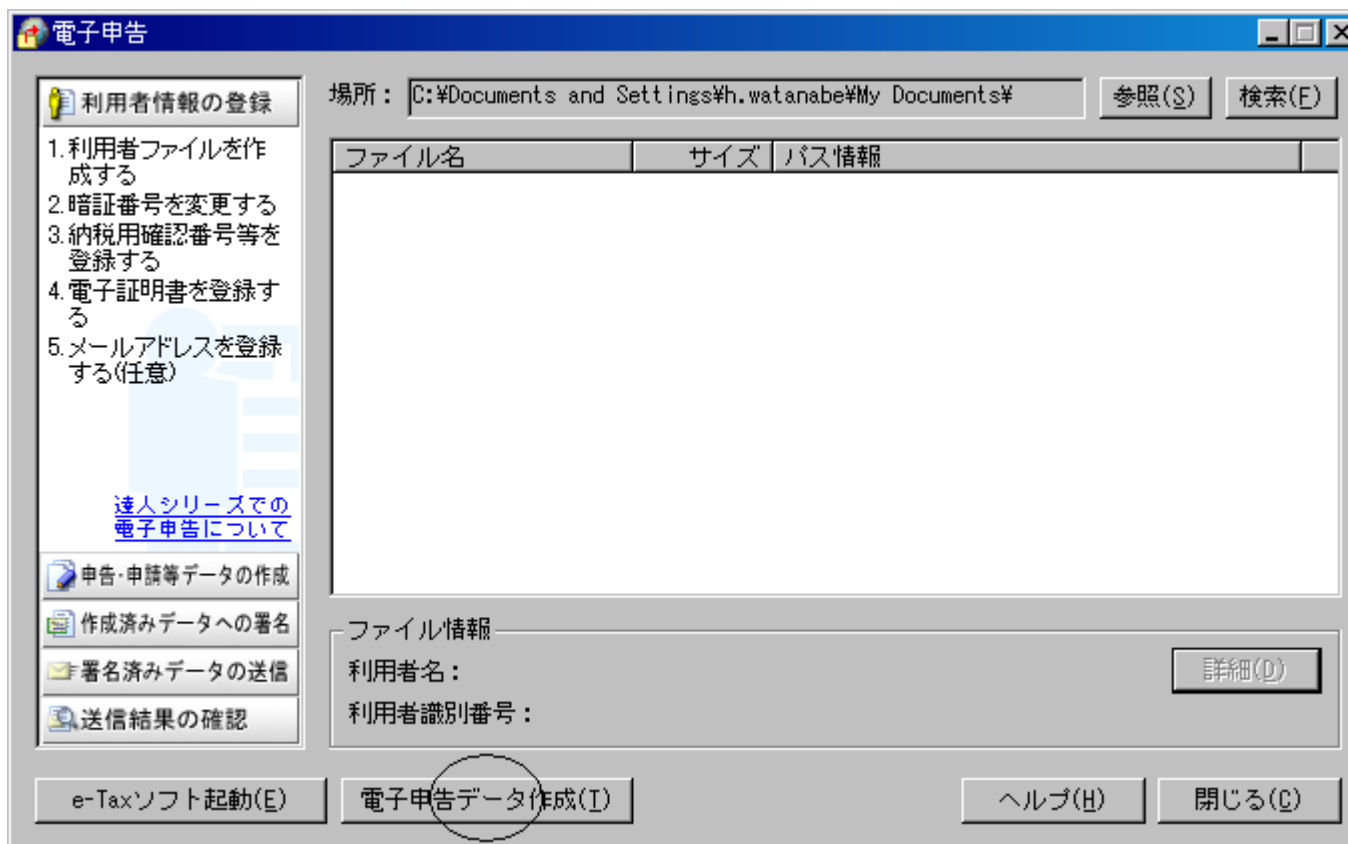 電子申告
利用者情報の登録
1.利用者ファイルを作
成する
2.暗証番号を変更する
3.納税用確認番号等を
登録する
4.電子証明書を登録す
る
5.メールアドレスを登録
する(任意)
達人シリーズでの
電子申告について
申告・申請等データの作成
作成済みデータへの署名
署名済みデータの送信
送信結果の確認
場所： C:¥Documents and Settings¥h.watanabe¥My Documents¥ 参照(S) 検索(F)
ファイル名 サイズ パス情報
ファイル情報
利用者名：
利用者識別番号：
詳細(D)
e-Taxソフト起動(E) 電子申告データ作成(I) ヘルプ(H) 閉じる(C)